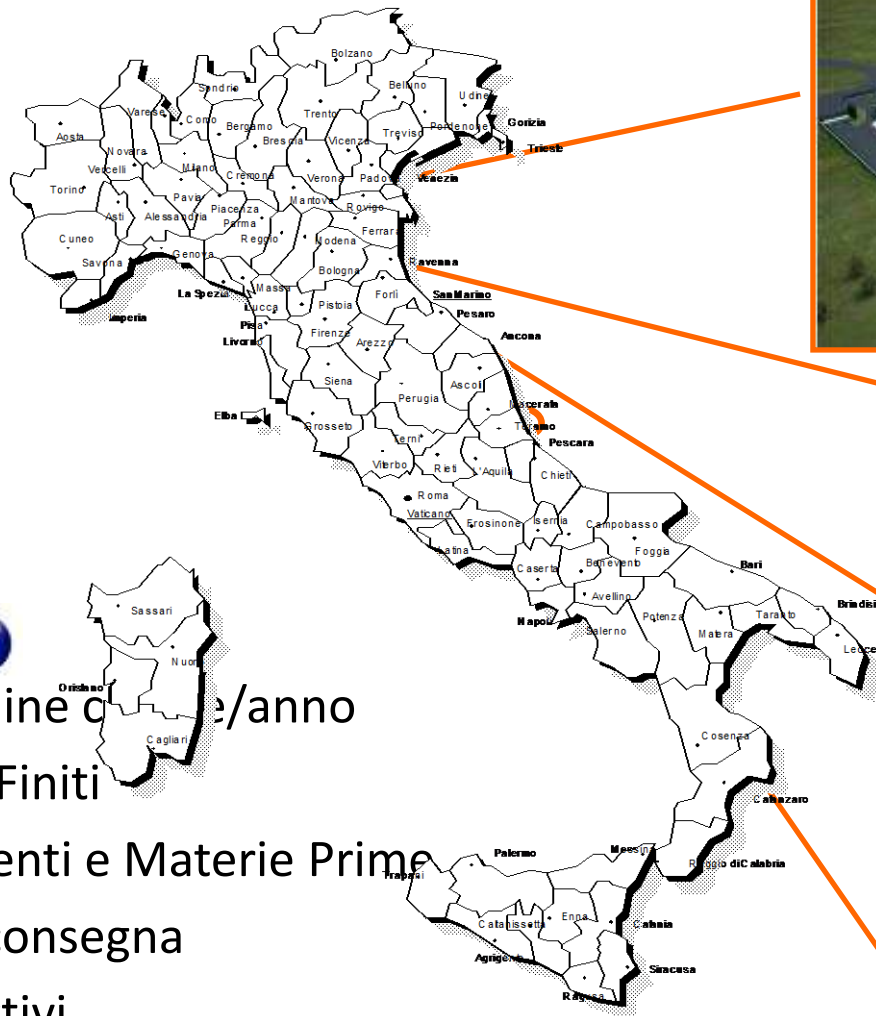 Bolzano
Sondrio
Belluno
Udine
Varese
Como
Trento
Pordenone
Gorizia
Aosta
Bergamo
Brescia
Vicenza
Treviso
Trieste
Novara
Vercelli
Milano
Cremona
Verona
Padov
Venezia
Torino
Pavia
Mantova
Rovigo
Asti
Alessandria
Piacenza
Parma
Ferrara
Cuneo
Reggio
Modena
Savona
Genova
Bologna
Ravenna
La Spezia
Massa
Forlì
San Marino
Imperia
Lucca
Pistoia
Pesaro
Pisa
Firenze
Ancona
Livorno
Arezzo
Siena
Ascoli
Perugia
Macerata
Elba
Grosseto
Terni
Teramo
Pescara
Viterbo
Rieti
L'Aquila
Chieti
Roma
Vaticano
Frosinone
Isernia
Campobasso
Latina
Foggia
Caserta
Benevento
Bari
Avellino
Sassari
Napoli
Salerno
Potenza
Matera
Taranto
Brindisi
Lecce
Nuoro
Oristano
ine c e/anno
Cagliari
Cosenza
Finiti
Catanzaro
enti e Materie Prime
Palermo
Messina
Reggio di Calabria
Trapani
Caltanissetta
Enna
Catania
consegna
Agrigento
Siracusa
Ragusa
tivi